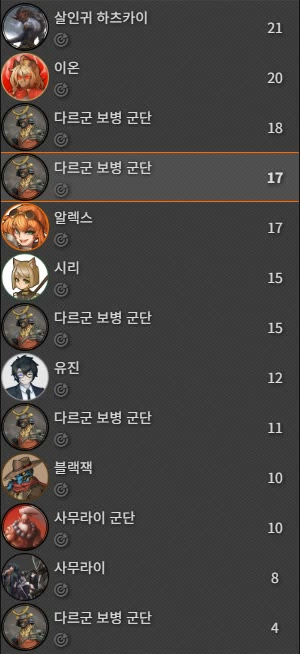 살인귀 하츠카이 21
이온 20
다르군 보병 군단 18
다르군 보병 군단 17
알렉스 17
시리 15
다르군 보병 군단 15
유진 12
다르군 보병 군단 11
블랙잭 10
사무라이 군단 10
사무라이 8
다르군 보병 군단 4